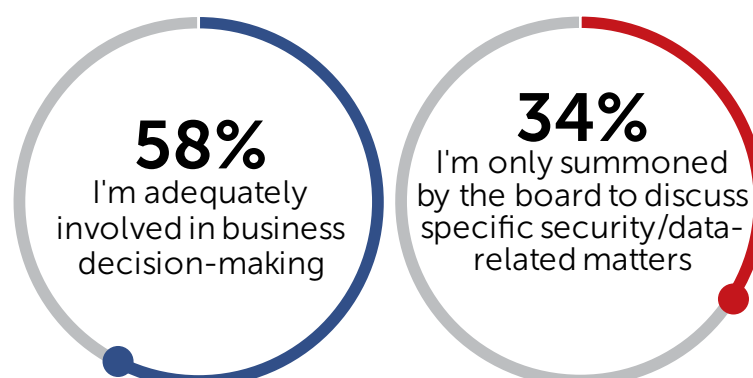 58%
I'm adequately
involved in business
decision-making
34%
I'm only summoned
by the board to discuss
specific security/data-
related matters